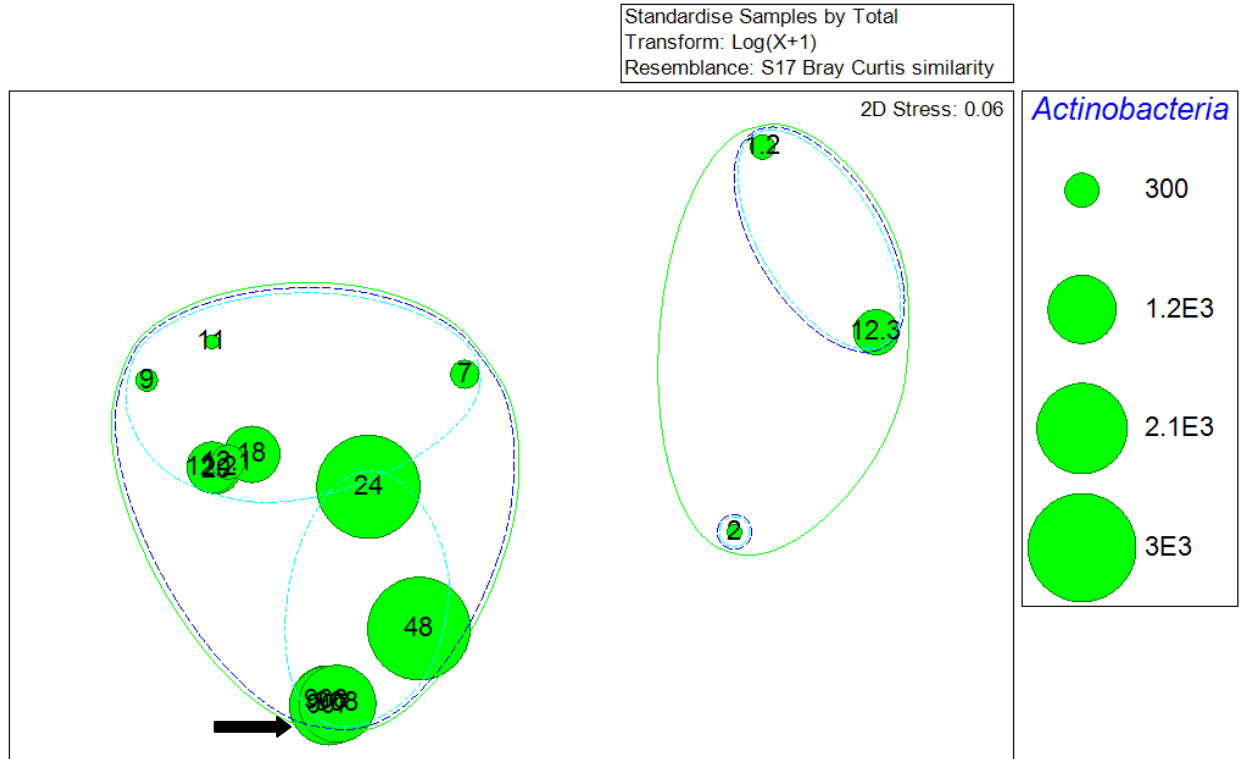 Standardise Samples by Total
Transform: Log(X+1)
Resemblance: S17 Bray Curtis similarity
2D Stress: 0.06
Actinobacteria
300
1.2E3
2.1E3
3E3
1.2
12.3
11
9
7
18
24
2
48